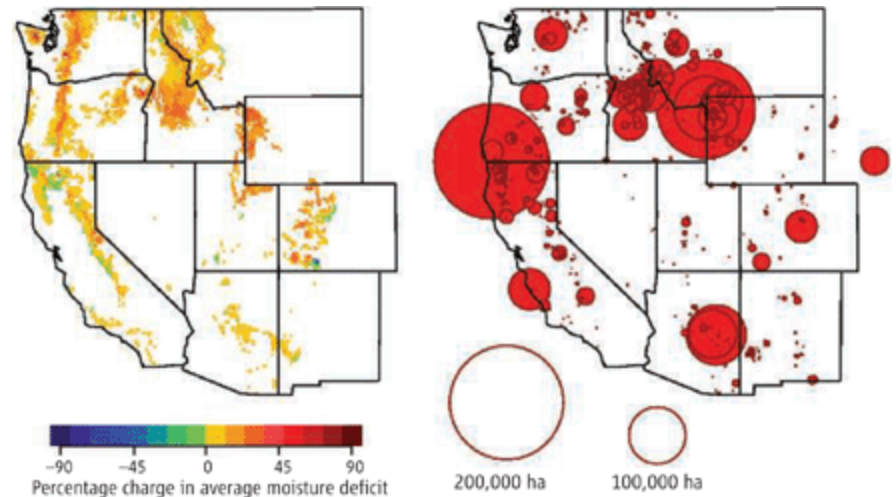 −90 −45 0 45 90
Percentage charge in average moisture deficit
200,000 ha 100,000 ha